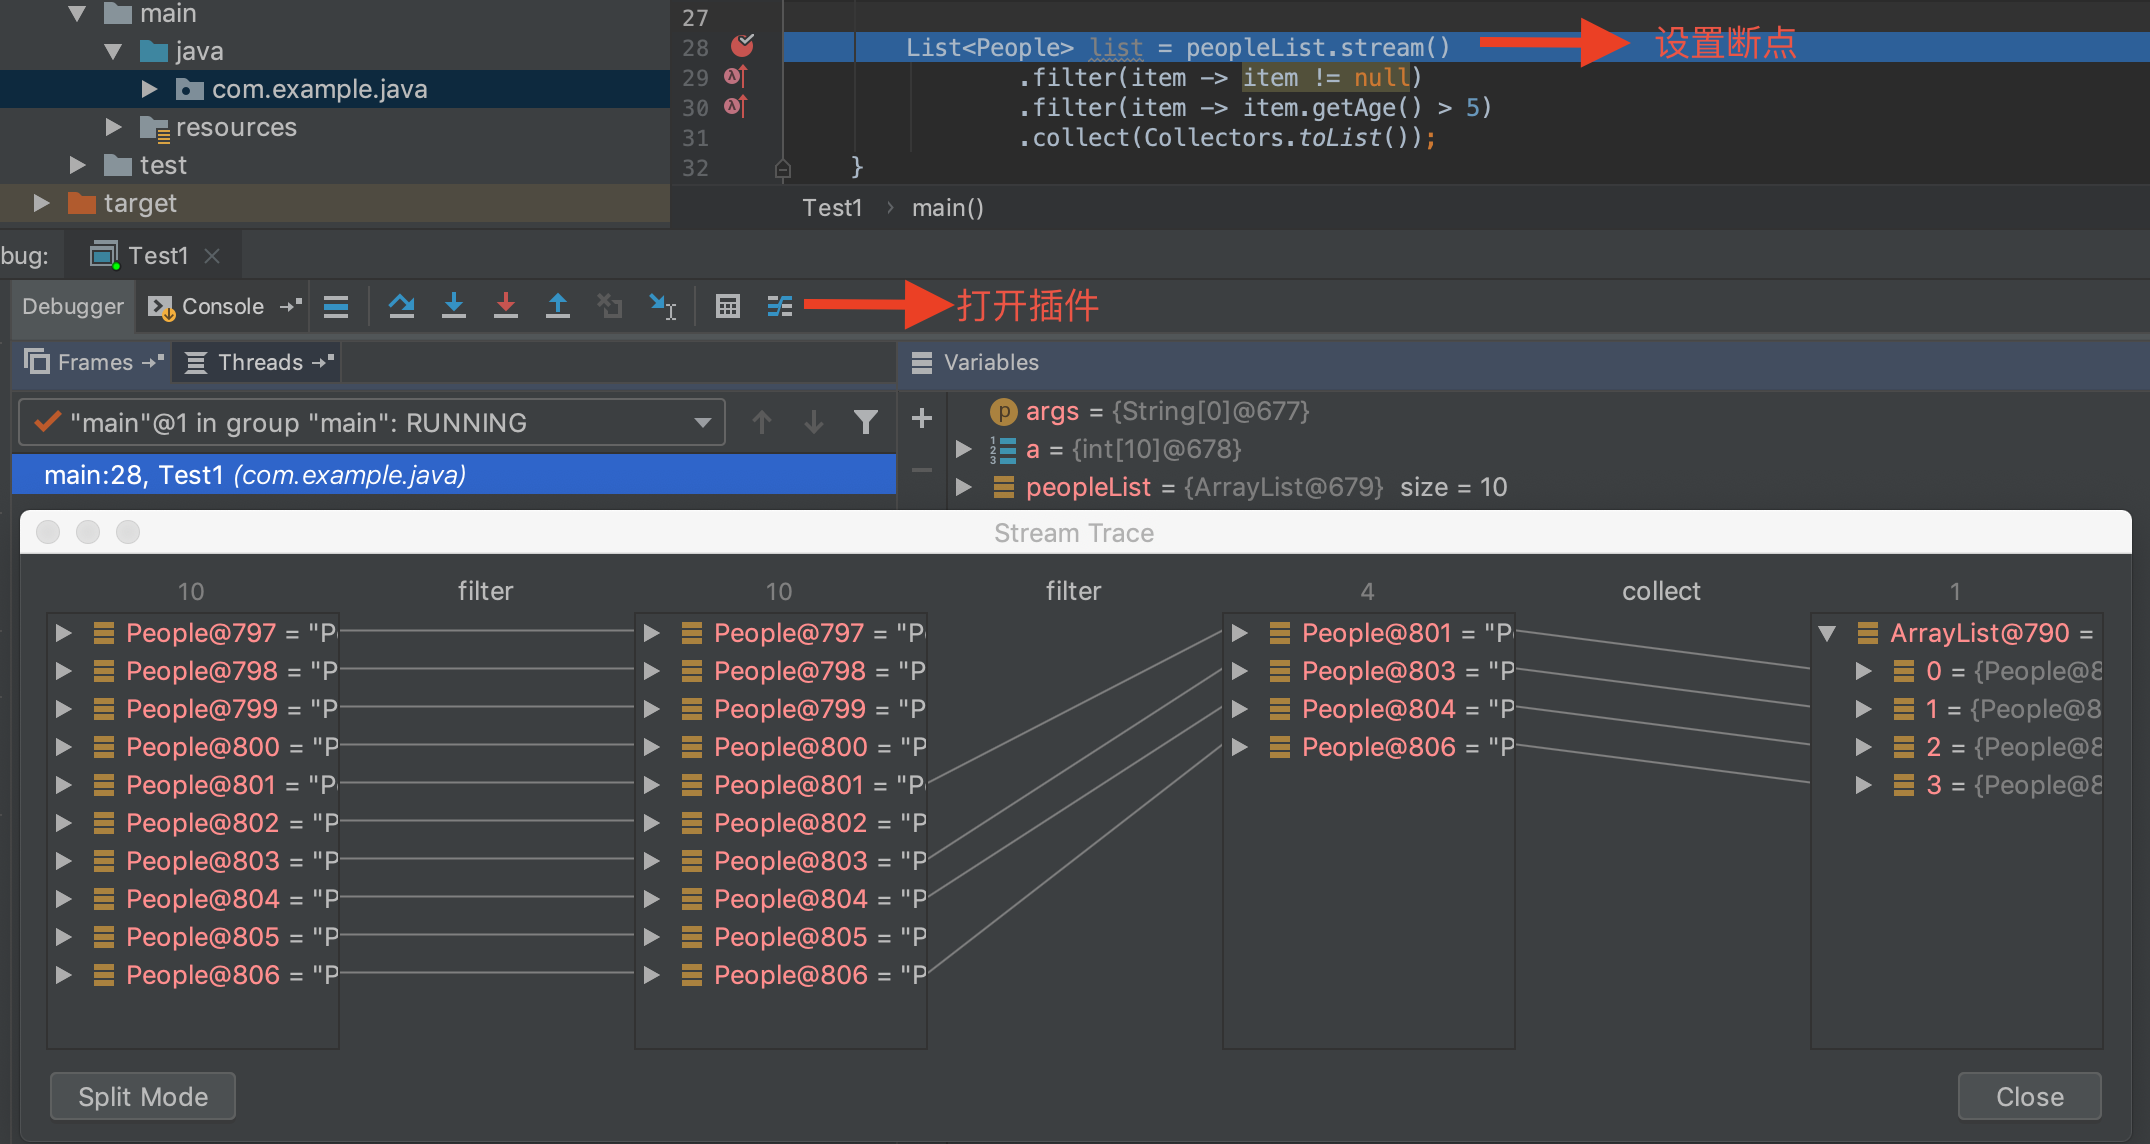 main
java
com.example.java
resources
test
target
27
28 List<People> list = peopleList.stream() 设置断点
29 .filter(item -> item != null)
30 .filter(item -> item.getAge() > 5)
31 .collect(Collectors.toList());
32 }
Test1 › main()
bug: Test1
Debugger Console 打开插件
Frames Threads Variables
"main"@1 in group "main": RUNNING
main:28, Test1 (com.example.java)
args = {String[0]@677}
a = {int[10]@678}
peopleList = {ArrayList@679} size = 10
Stream Trace
10 filter 10 filter 4 collect 1
People@797 = "P People@797 = "P People@801 = "P ArrayList@790 =
People@798 = "P People@798 = "P People@803 = "P 0 = {People@8
People@799 = "P People@799 = "P People@804 = "P 1 = {People@8
People@800 = "P People@800 = "P People@806 = "P 2 = {People@8
People@801 = "P People@801 = "P 3 = {People@8
People@802 = "P People@802 = "P
People@803 = "P People@803 = "P
People@804 = "P People@804 = "P
People@805 = "P People@805 = "P
People@806 = "P People@806 = "P
Split Mode Close